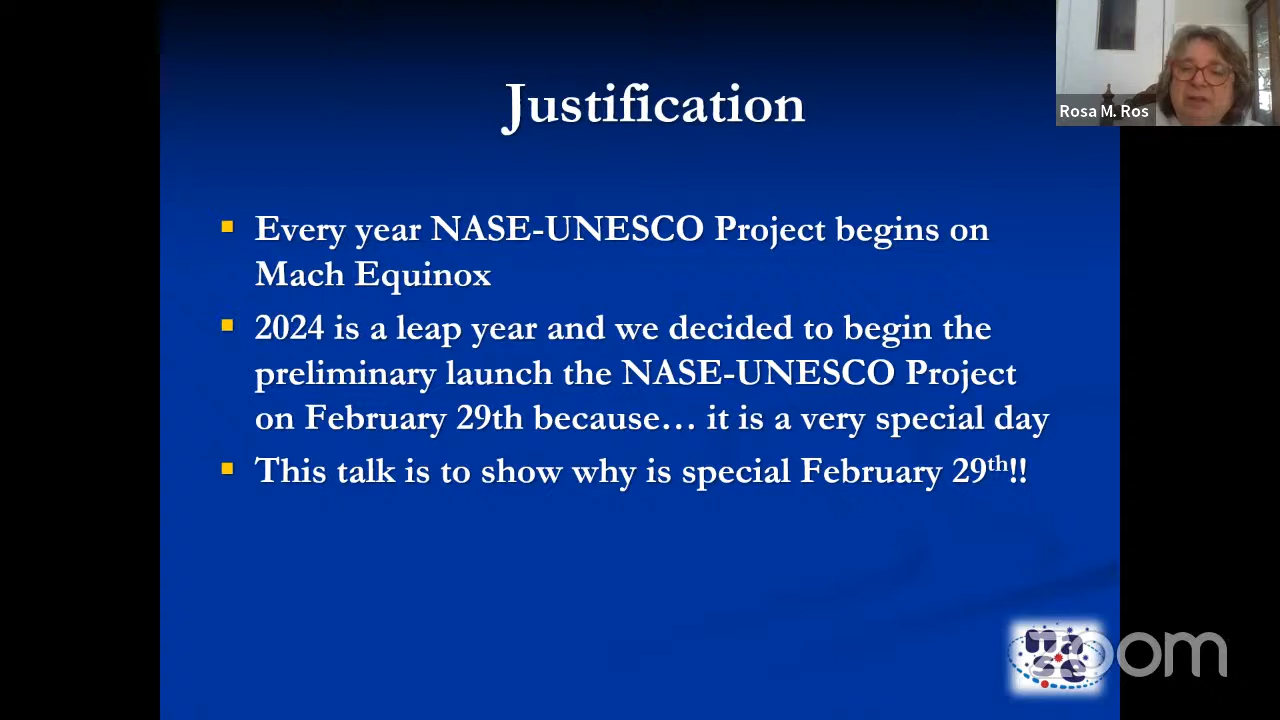 Justification
Rosa M. Ros
Every year NASE-UNESCO Project begins on
Mach Equinox
2024 is a leap year and we decided to begin the
preliminary launch the NASE-UNESCO Project
on February 29th because… it is a very special day
This talk is to show why is special February 29th!!
zoom